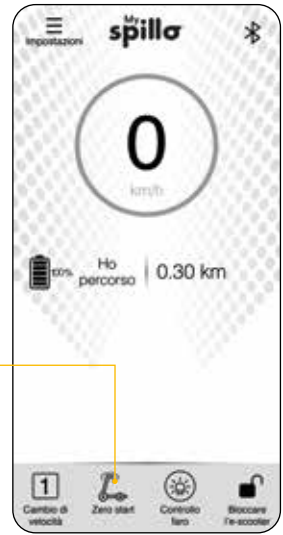 My
spillo
Impostazioni
0
km/h
100%
Ho
percorso
0.30 km
1
Cambio di
velocità
Zero start
Controllo
faro
Bloccare
l'e-scooter